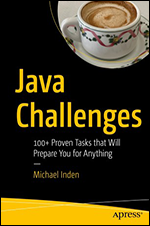 Java
Challenges
100+ Proven Tasks that Will
Prepare You for Anything
Michael Inden
Apress®